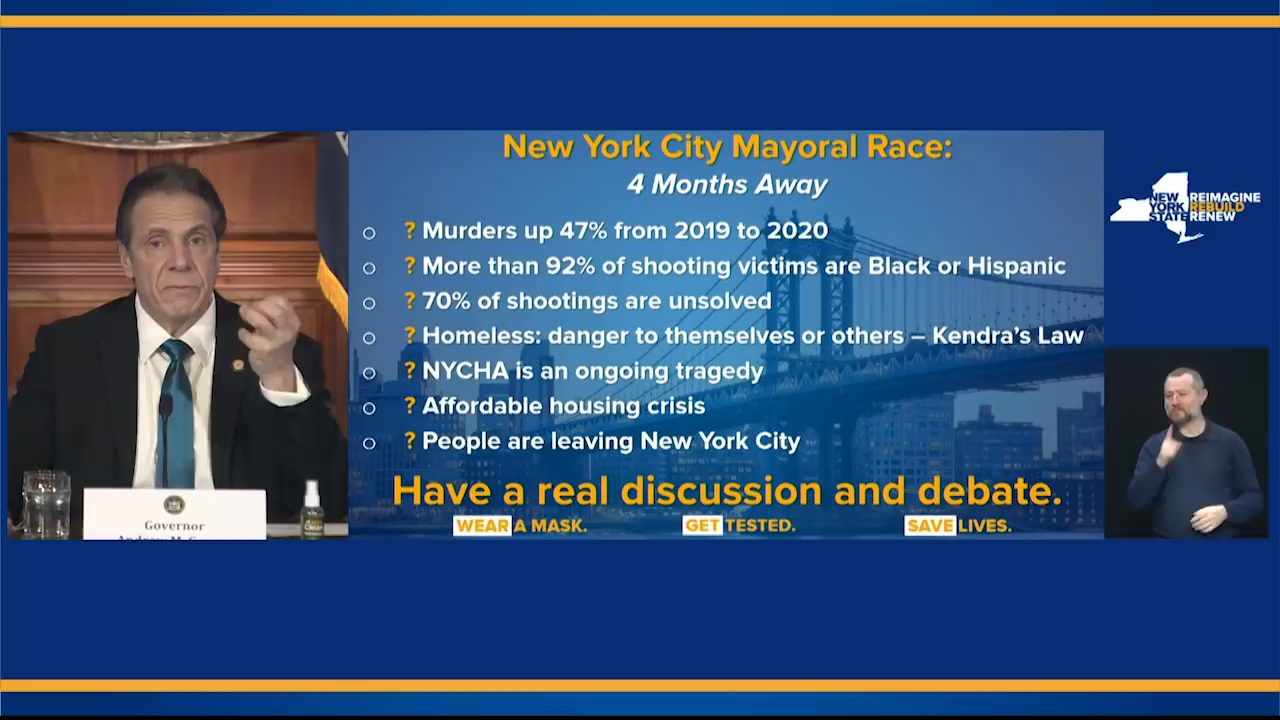 New York City Mayoral Race:
4 Months Away
? Murders up 47% from 2019 to 2020
? More than 92% of shooting victims are Black or Hispanic
? 70% of shootings are unsolved
? Homeless: danger to themselves or others – Kendra's Law
? NYCHA is an ongoing tragedy
? Affordable housing crisis
? People are leaving New York City
Have a real discussion and debate.
WEAR A MASK. GET TESTED. SAVE LIVES.
NEW YORK STATE
REIMAGINE
REBUILD
RENEW
Governor